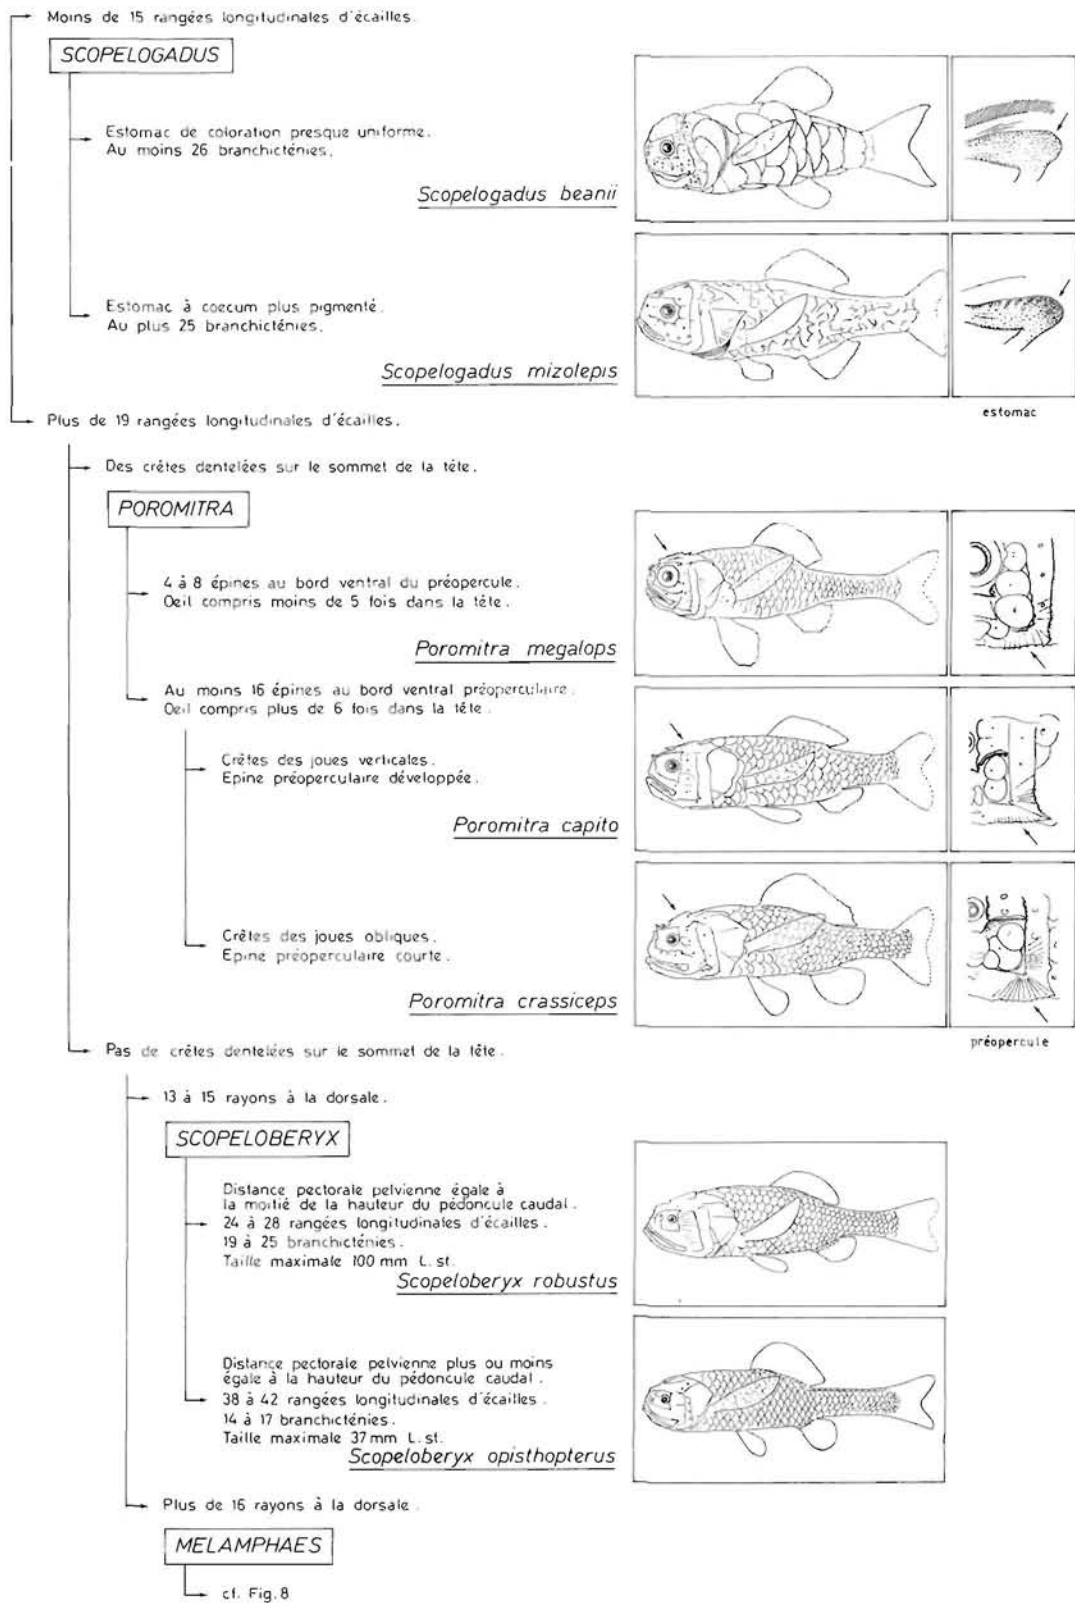 Moins de 15 rangées longitudinales d'écailles.
SCOPELOGADUS
Estomac de coloration presque uniforme.
Au moins 26 branchicténies.
Scopelogadus beanii
Estomac à coecum plus pigmenté.
Au plus 25 branchicténies.
Scopelogadus mizolepis
estomac
Plus de 19 rangées longitudinales d'écailles.
Des crêtes dentelées sur le sommet de la tête.
POROMITRA
4 à 8 épines au bord ventral du préopercule.
Oeil compris moins de 5 fois dans la tête.
Poromitra megalops
Au moins 16 épines au bord ventral préoperculaire.
Oeil compris plus de 6 fois dans la tête.
Crêtes des joues verticales.
Epine préoperculaire développée.
Poromitra capito
Crêtes des joues obliques.
Epine préoperculaire courte.
Poromitra crassiceps
préopercule
Pas de crêtes dentelées sur le sommet de la tête.
13 à 15 rayons à la dorsale.
SCOPELOBERYX
Distance pectorale pelvienne égale à
la moitié de la hauteur du pédoncule caudal.
24 à 28 rangées longitudinales d'écailles.
19 à 25 branchicténies.
Taille maximale 100 mm L. st.
Scopeloberyx robustus
Distance pectorale pelvienne plus ou moins
égale à la hauteur du pédoncule caudal.
38 à 42 rangées longitudinales d'écailles.
14 à 17 branchicténies.
Taille maximale 37 mm L. st.
Scopeloberyx opisthopterus
Plus de 16 rayons à la dorsale.
MELAMPHAES
cf. Fig. 8